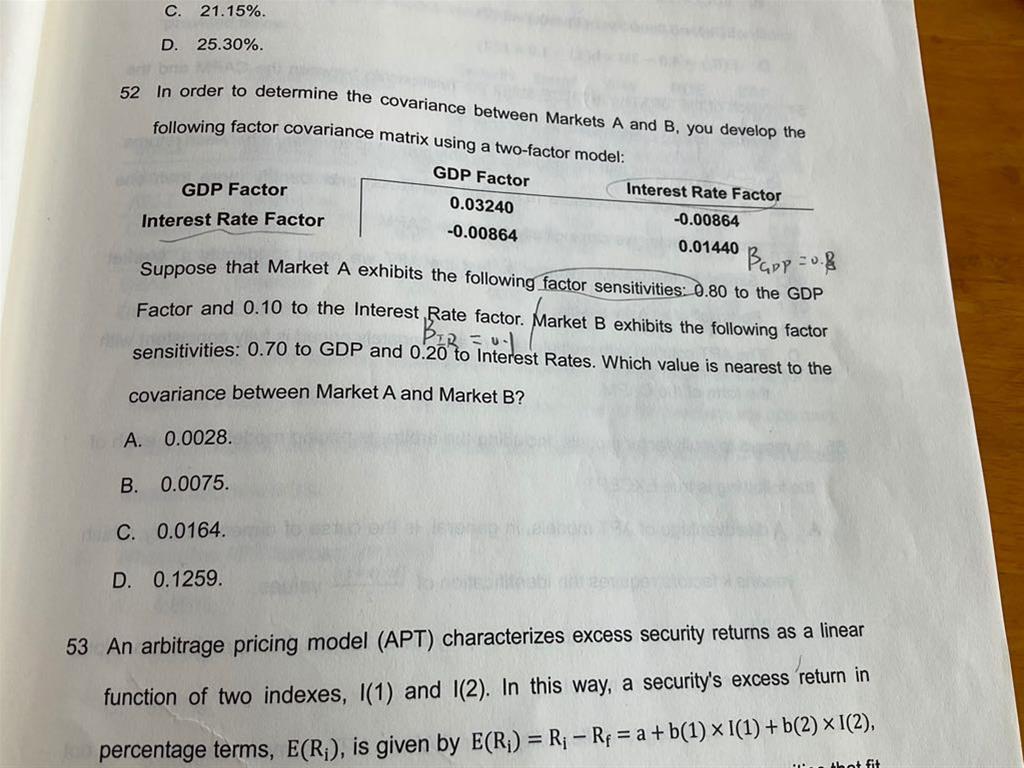 C. 21.15%.
D. 25.30%.
52 In order to determine the covariance between Markets A and B, you develop the
following factor covariance matrix using a two-factor model:
GDP Factor Interest Rate Factor
GDP Factor 0.03240 -0.00864
Interest Rate Factor -0.00864 0.01440
βGDP = 0.8
Suppose that Market A exhibits the following factor sensitivities: 0.80 to the GDP
Factor and 0.10 to the Interest Rate factor. Market B exhibits the following factor
βIR = 0.1
sensitivities: 0.70 to GDP and 0.20 to Interest Rates. Which value is nearest to the
covariance between Market A and Market B?
A. 0.0028.
B. 0.0075.
C. 0.0164.
D. 0.1259.
53 An arbitrage pricing model (APT) characterizes excess security returns as a linear
function of two indexes, I(1) and I(2). In this way, a security's excess return in
percentage terms, E(Rᵢ), is given by E(Rᵢ) = Rᵢ − R_f = a + b(1) × I(1) + b(2) × I(2),
that fit